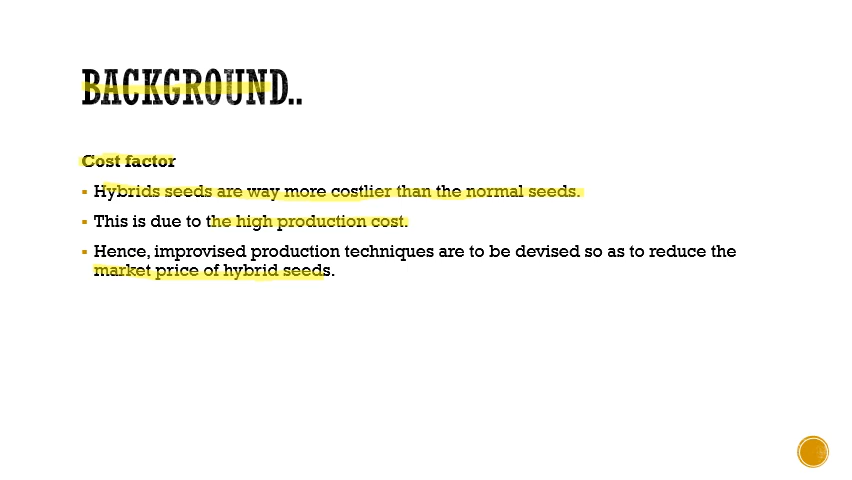 BACKGROUND..
Cost factor
▪ Hybrids seeds are way more costlier than the normal seeds.
▪ This is due to the high production cost.
▪ Hence, improvised production techniques are to be devised so as to reduce the
market price of hybrid seeds.